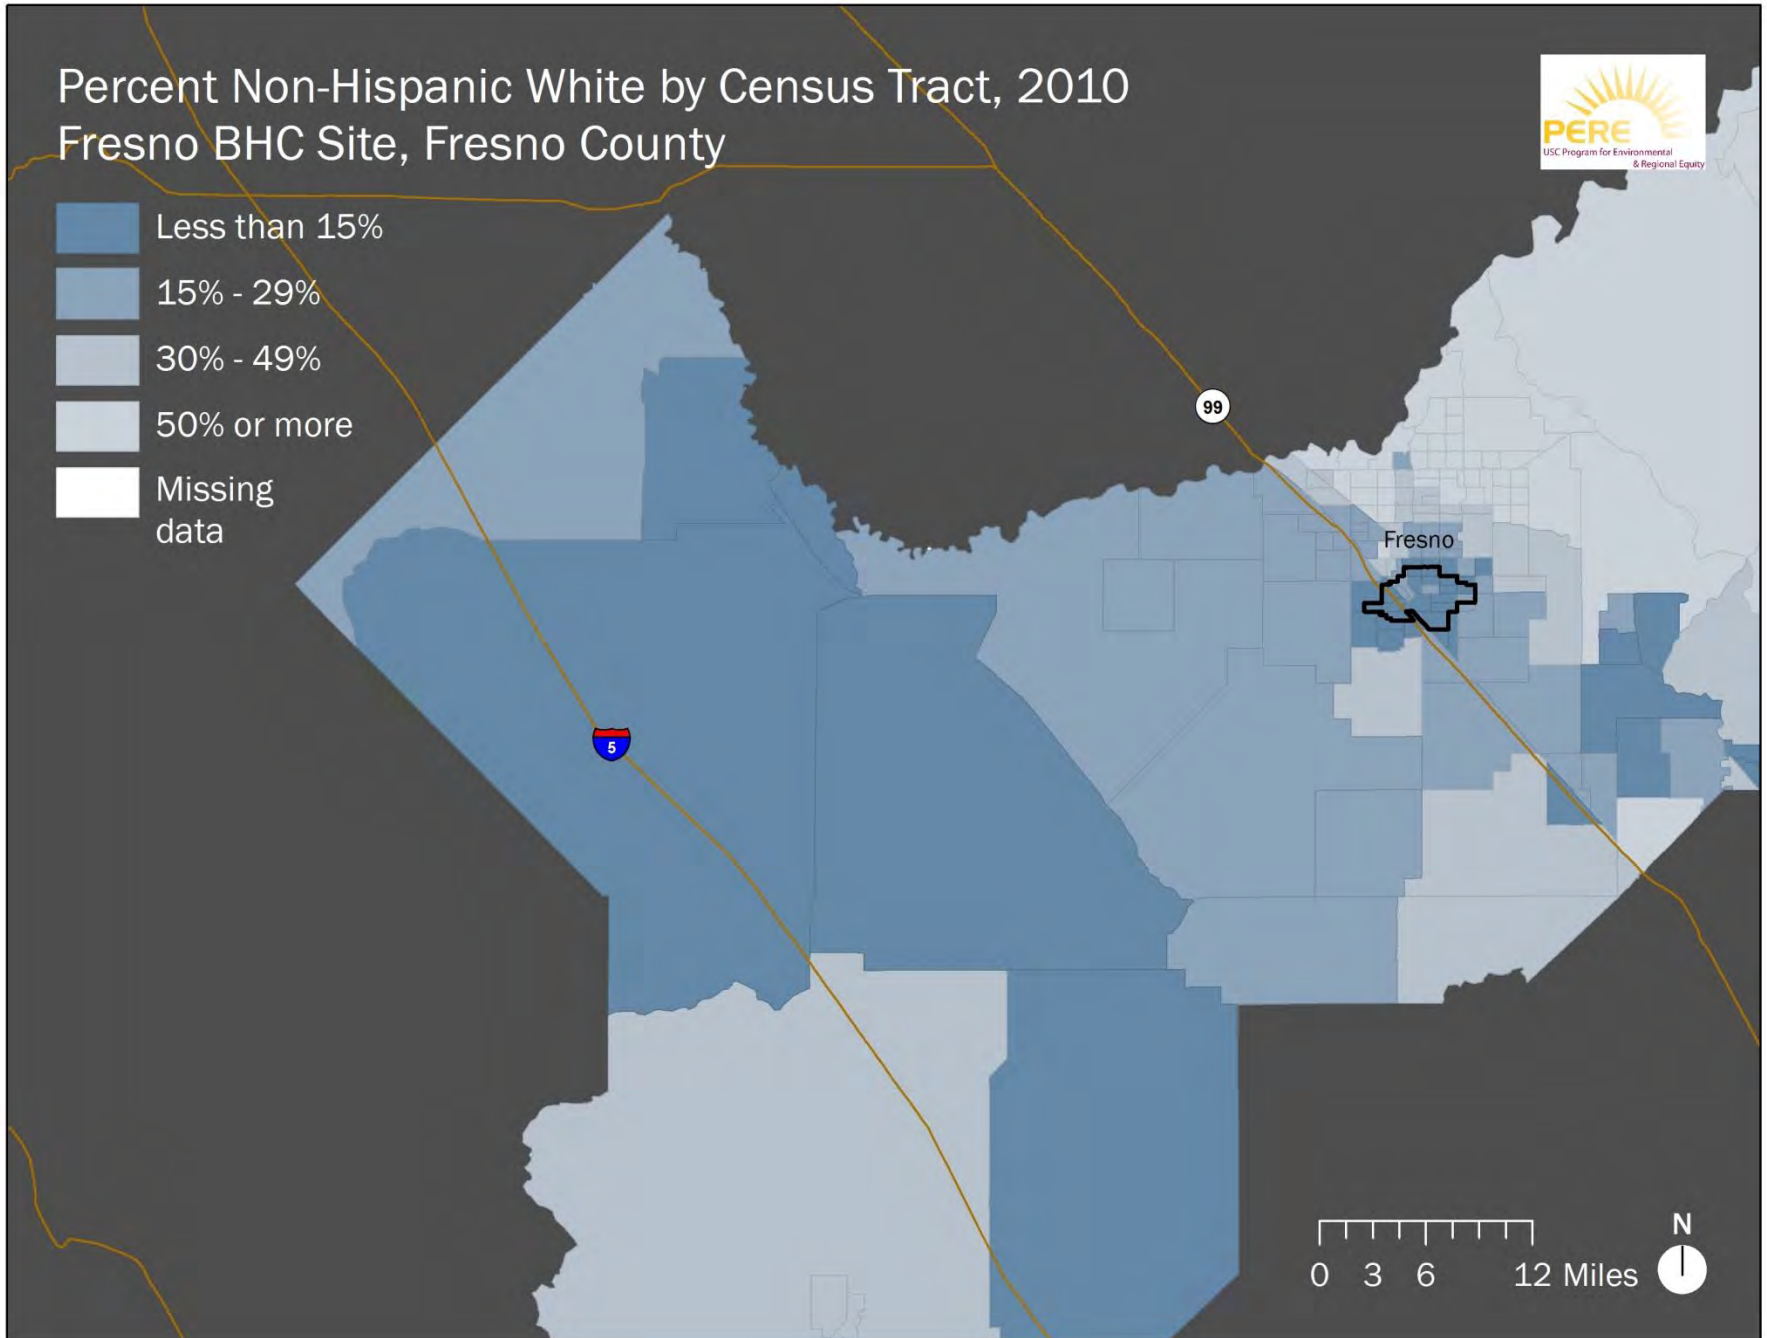 Percent Non-Hispanic White by Census Tract, 2010
Fresno BHC Site, Fresno County
PERE
USC Program for Environmental
& Regional Equity
Less than 15%
15% - 29%
30% - 49%
50% or more
Missing
data
99
Fresno
5
N
0 3 6 12 Miles